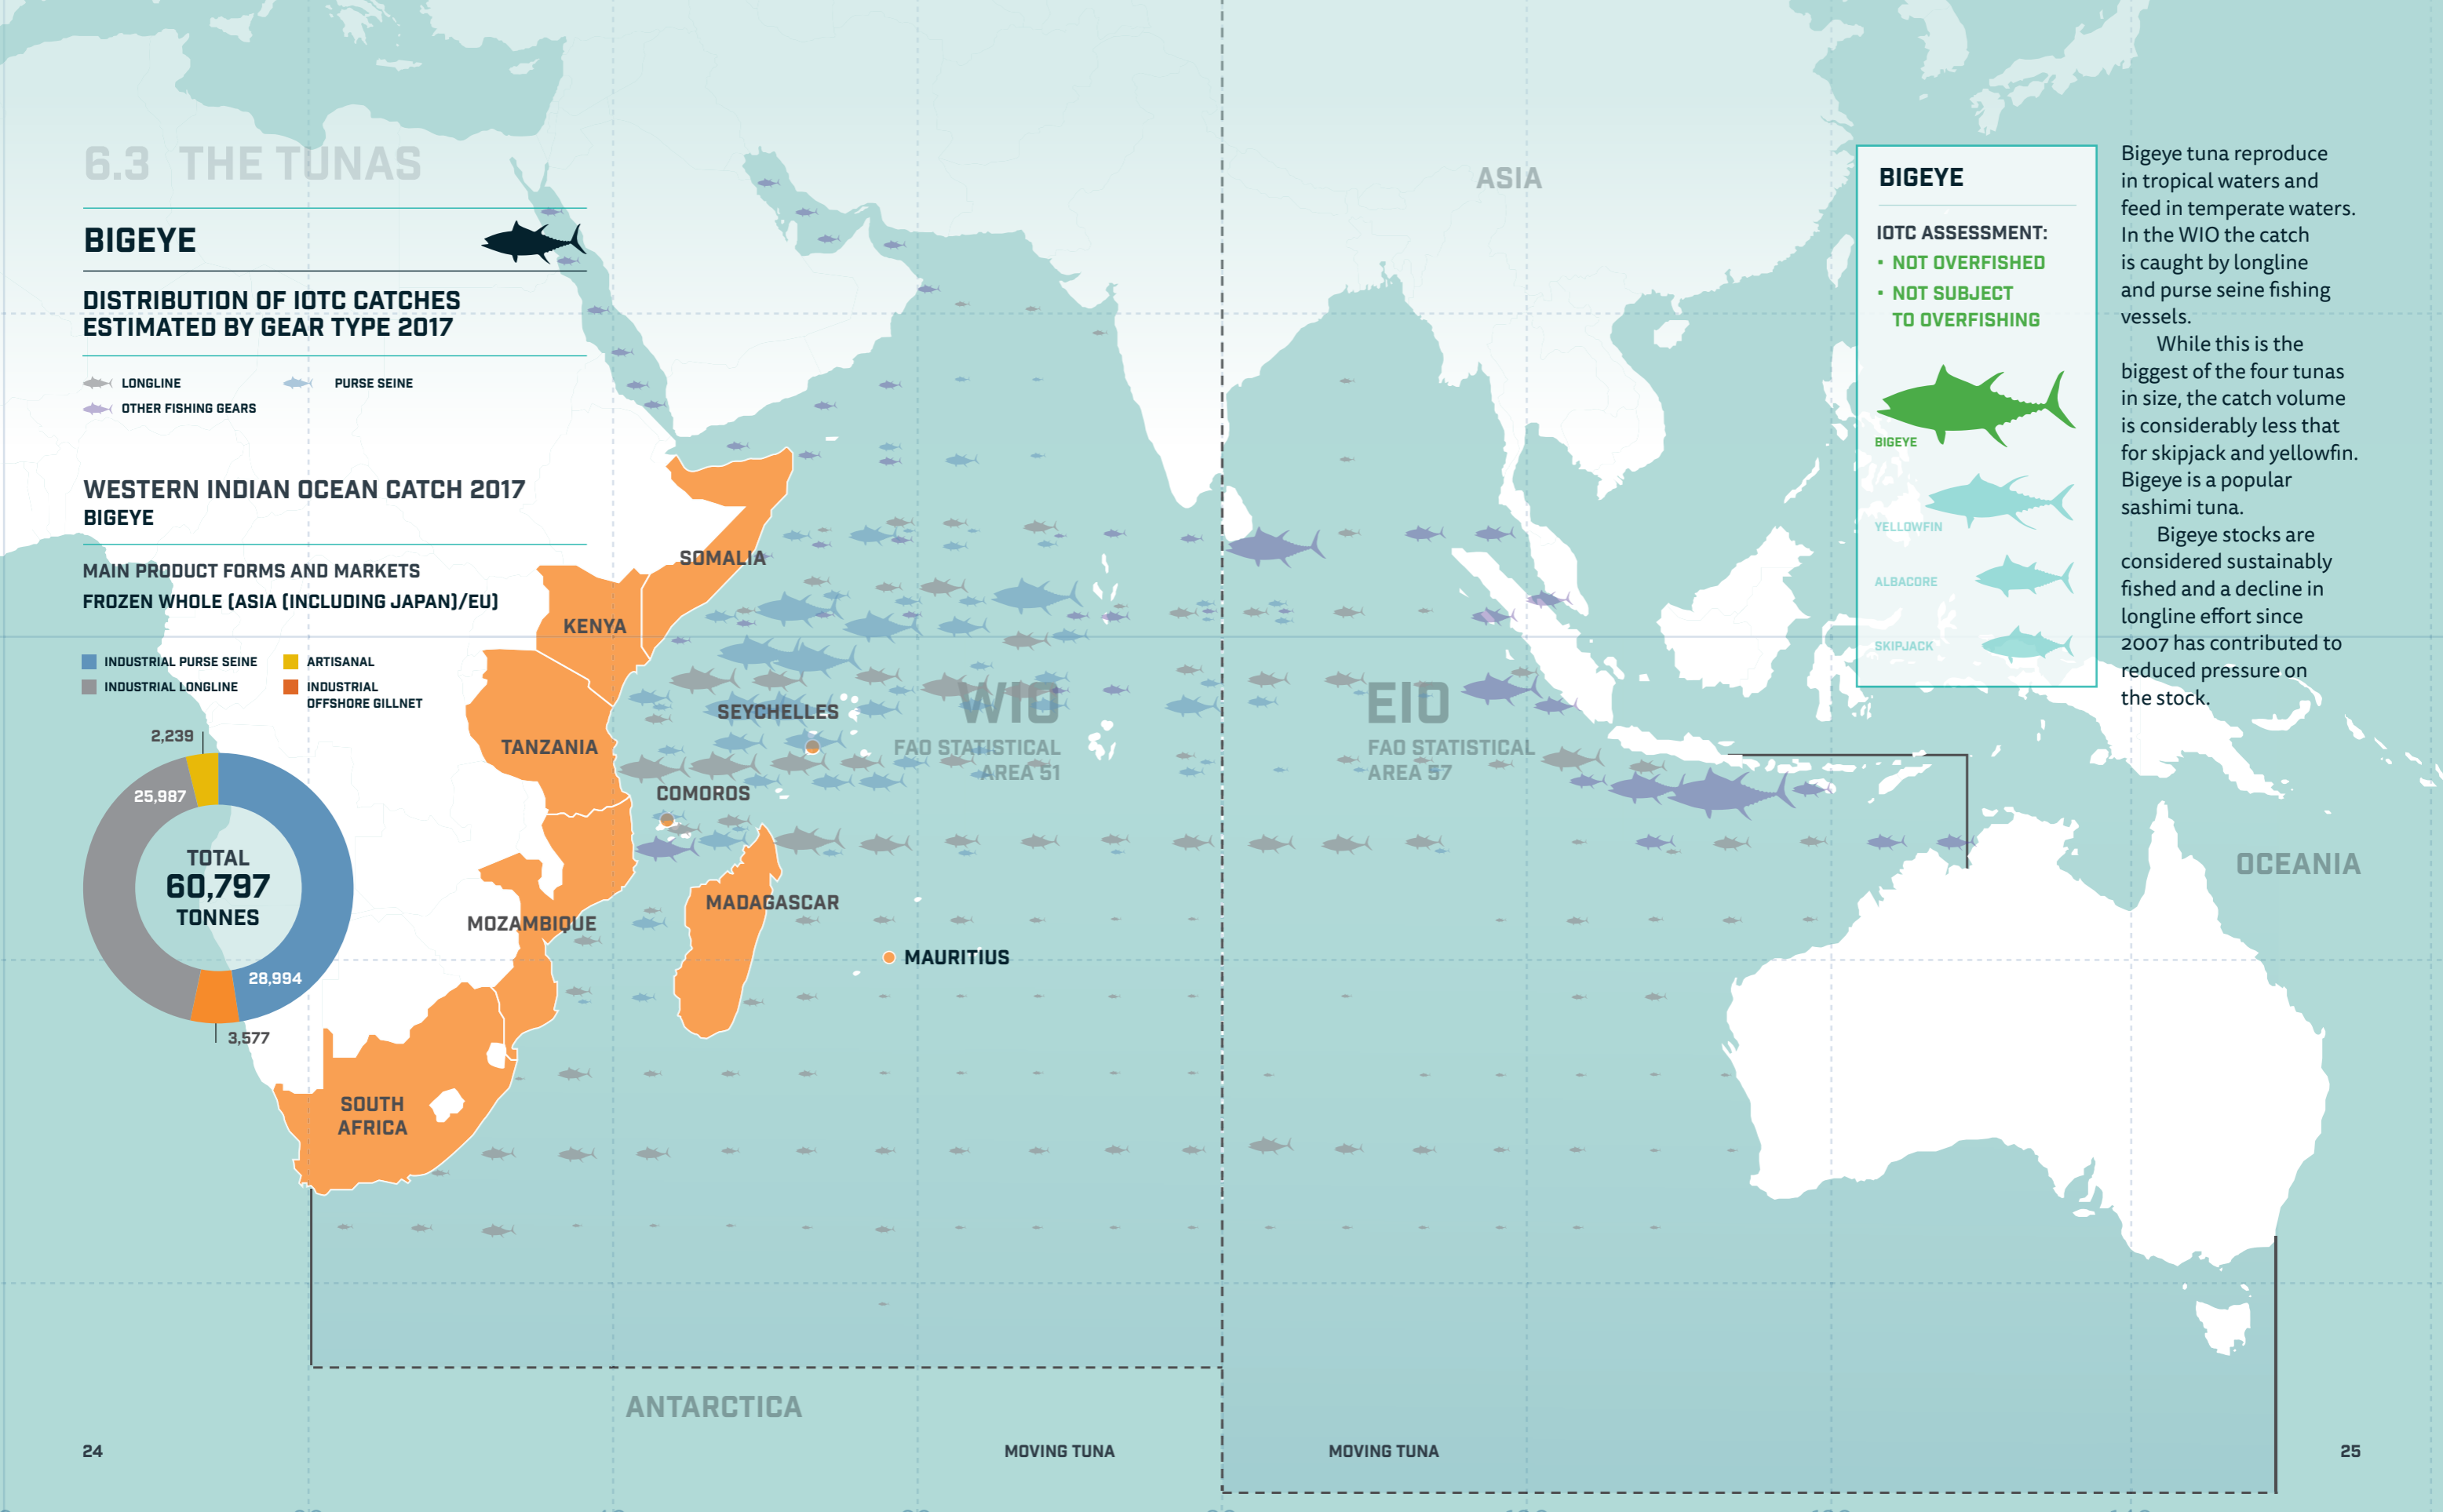 6.3 THE TUNAS
BIGEYE
DISTRIBUTION OF IOTC CATCHES
ESTIMATED BY GEAR TYPE 2017
LONGLINE
PURSE SEINE
OTHER FISHING GEARS
WESTERN INDIAN OCEAN CATCH 2017
BIGEYE
MAIN PRODUCT FORMS AND MARKETS
FROZEN WHOLE (ASIA (INCLUDING JAPAN)/EU)
INDUSTRIAL PURSE SEINE
ARTISANAL
INDUSTRIAL LONGLINE
INDUSTRIAL
OFFSHORE GILLNET
2,239
25,987
TOTAL
60,797
TONNES
28,994
3,577
SOMALIA
KENYA
SEYCHELLES
TANZANIA
COMOROS
MADAGASCAR
MOZAMBIQUE
MAURITIUS
SOUTH
AFRICA
WIO
FAO STATISTICAL
AREA 51
EIO
FAO STATISTICAL
AREA 57
ASIA
OCEANIA
ANTARCTICA
BIGEYE
IOTC ASSESSMENT:
· NOT OVERFISHED
· NOT SUBJECT
TO OVERFISHING
BIGEYE
YELLOWFIN
ALBACORE
SKIPJACK
Bigeye tuna reproduce
in tropical waters and
feed in temperate waters.
In the WIO the catch
is caught by longline
and purse seine fishing
vessels.
While this is the
biggest of the four tunas
in size, the catch volume
is considerably less that
for skipjack and yellowfin.
Bigeye is a popular
sashimi tuna.
Bigeye stocks are
considered sustainably
fished and a decline in
longline effort since
2007 has contributed to
reduced pressure on
the stock.
24
MOVING TUNA
MOVING TUNA
25